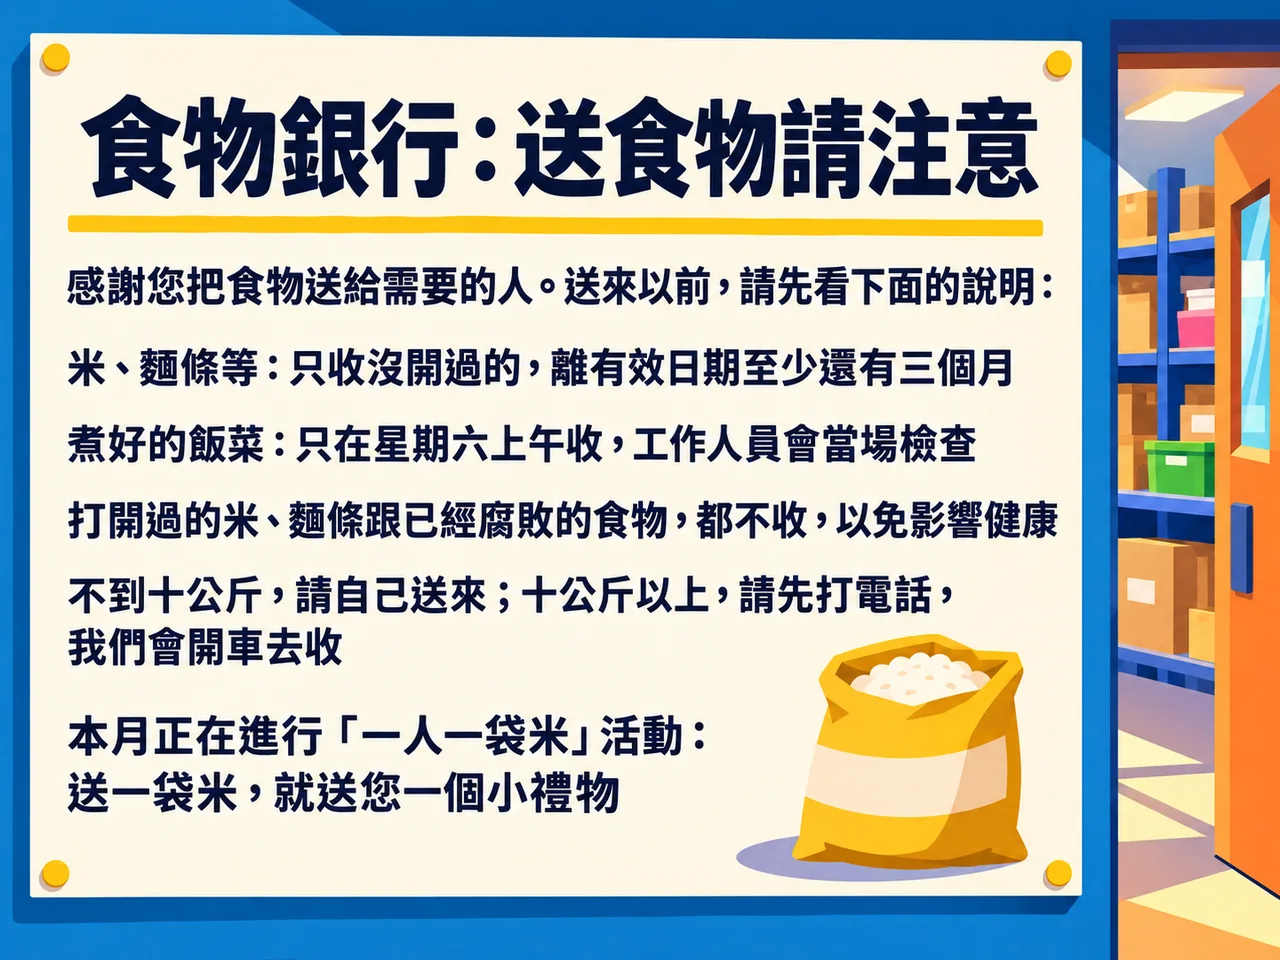 食物銀行：送食物請注意
感謝您把食物送給需要的人。送來以前，請先看下面的說明：
米、麵條等：只收沒開過的，離有效日期至少還有三個月
煮好的飯菜：只在星期六上午收，工作人員會當場檢查
打開過的米、麵條跟已經腐敗的食物，都不收，以免影響健康
不到十公斤，請自己送來；十公斤以上，請先打電話，
我們會開車去收
本月正在進行「一人一袋米」活動：
送一袋米，就送您一個小禮物